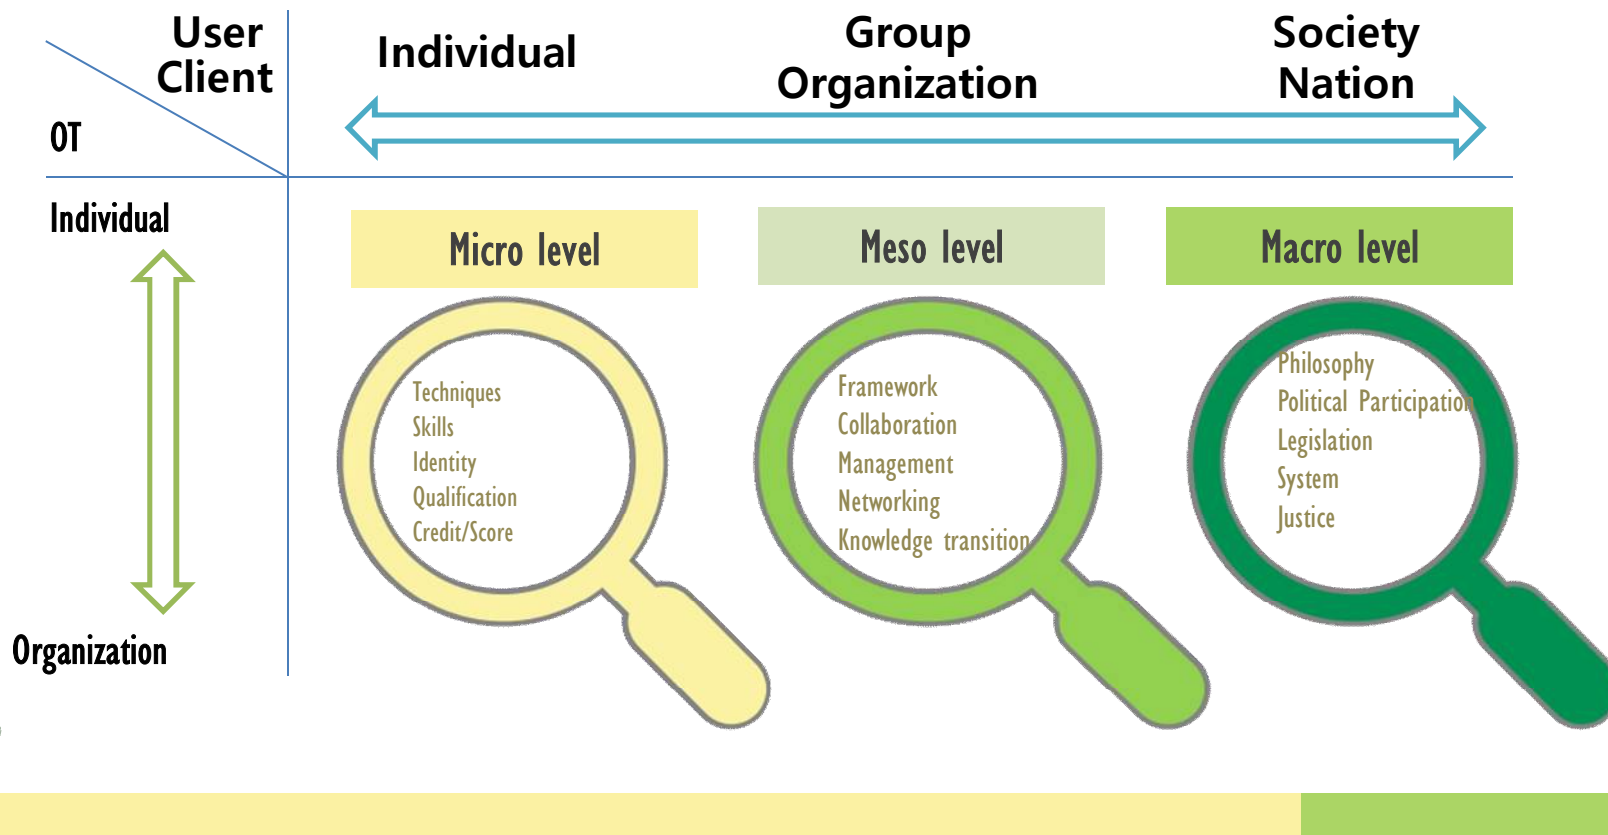 User
Client
OT
Individual
Group
Organization
Society
Nation
Individual
Organization
Micro level
Techniques
Skills
Identity
Qualification
Credit/Score
Meso level
Framework
Collaboration
Management
Networking
Knowledge transition
Macro level
Philosophy
Political Participation
Legislation
System
Justice